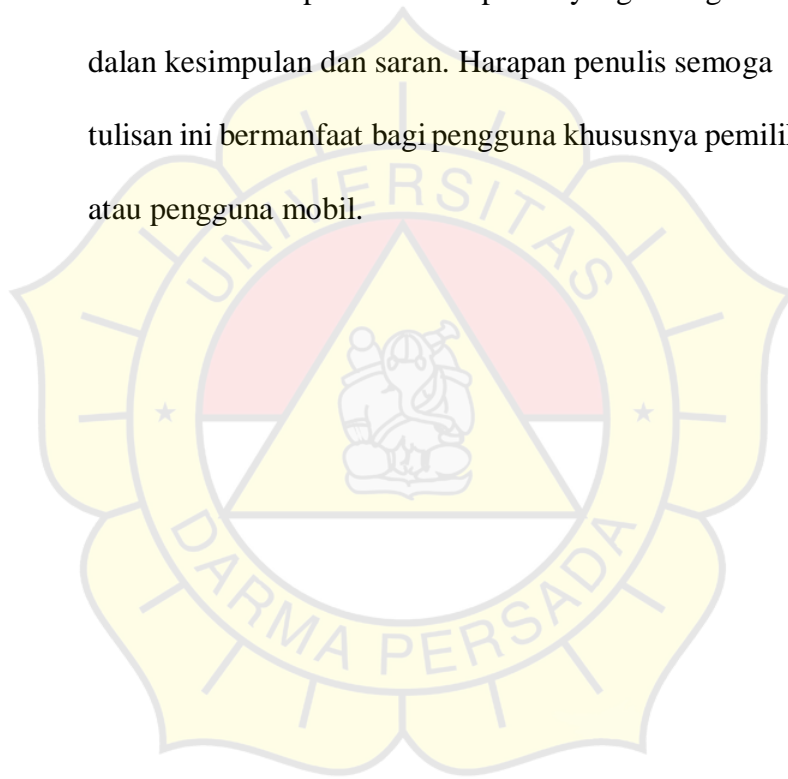 dalan kesimpulan dan saran. Harapan penulis semoga
tulisan ini bermanfaat bagi pengguna khususnya pemilik
atau pengguna mobil.
UNIVERSITAS
DARMA PERSADA